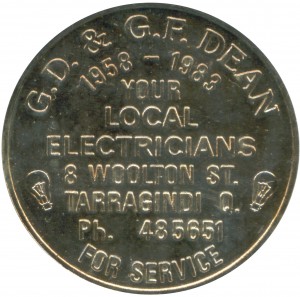 G.D. & G.F. DEAN
1958 - 1983
YOUR
LOCAL
ELECTRICIANS
8 WOOLTON ST.
TARRAGINDI Q.
Ph. 485651
FOR SERVICE